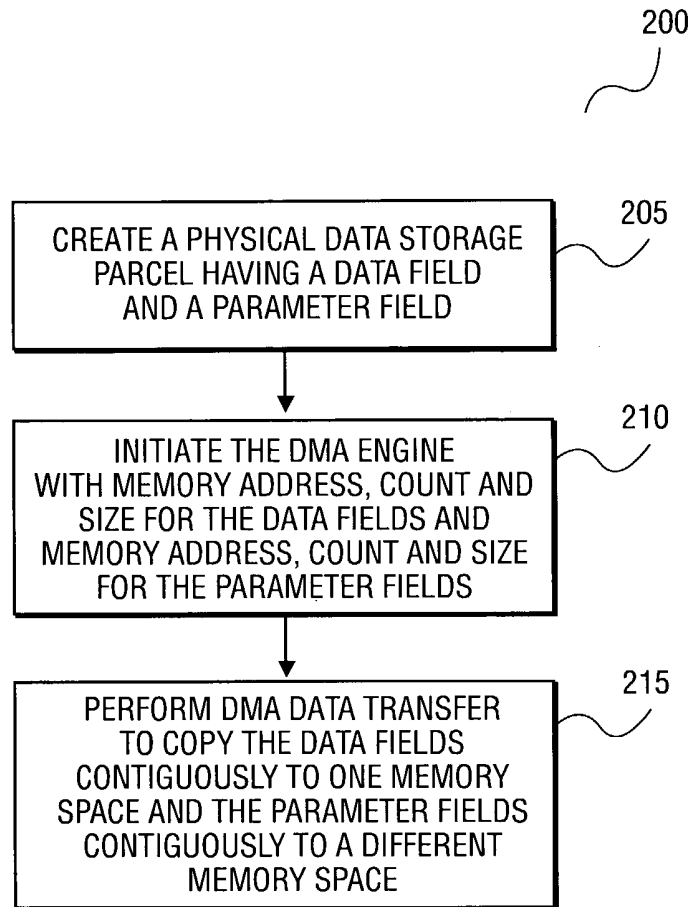 200
205
CREATE A PHYSICAL DATA STORAGE
PARCEL HAVING A DATA FIELD
AND A PARAMETER FIELD
210
INITIATE THE DMA ENGINE
WITH MEMORY ADDRESS, COUNT AND
SIZE FOR THE DATA FIELDS AND
MEMORY ADDRESS, COUNT AND SIZE
FOR THE PARAMETER FIELDS
215
PERFORM DMA DATA TRANSFER
TO COPY THE DATA FIELDS
CONTIGUOUSLY TO ONE MEMORY
SPACE AND THE PARAMETER FIELDS
CONTIGUOUSLY TO A DIFFERENT
MEMORY SPACE